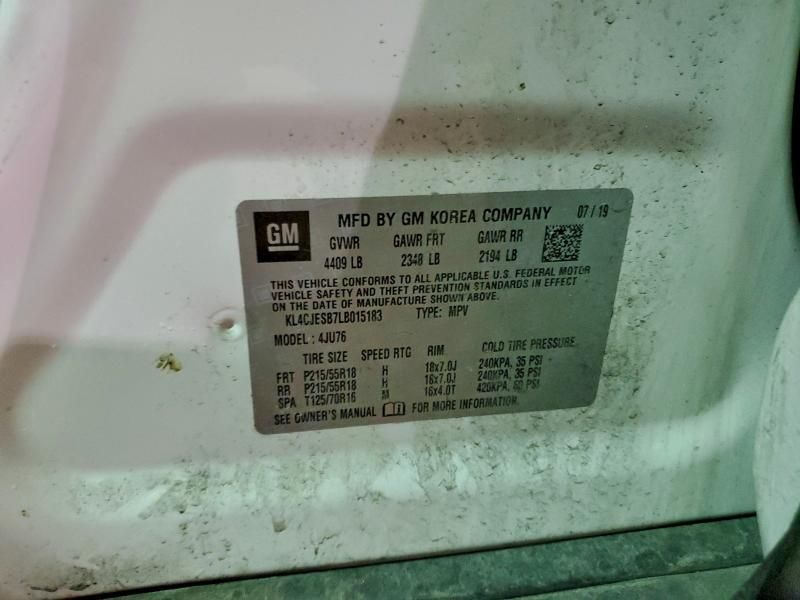 GM
MFD BY GM KOREA COMPANY 07 / 19
GVWR GAWR FRT GAWR RR
4409 LB 2348 LB 2194 LB
THIS VEHICLE CONFORMS TO ALL APPLICABLE U.S. FEDERAL MOTOR
VEHICLE SAFETY AND THEFT PREVENTION STANDARDS IN EFFECT
ON THE DATE OF MANUFACTURE SHOWN ABOVE.
KL4CJESB7LB015183 TYPE: MPV
MODEL : 4JU76
TIRE SIZE SPEED RTG RIM COLD TIRE PRESSURE
FRT P215/55R18 H 18x7.0J 240KPA, 35 PSI
RR P215/55R18 H 18x7.0J 240KPA, 35 PSI
SPA T125/70R16 M 16x4.0T 420KPA, 60 PSI
SEE OWNER'S MANUAL FOR MORE INFORMATION.